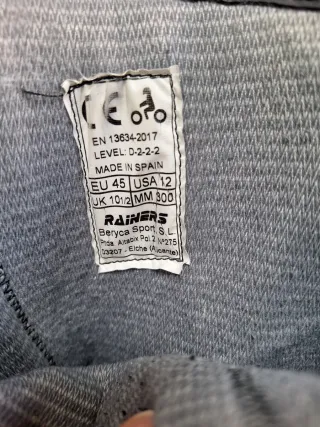 CE
EN 13634-2017
LEVEL: D-2-2-2
MADE IN SPAIN
EU 45 USA 12
UK 10 1/2 MM 300
RAINERS
Beryca Sport, S.L.
Ptda. Altabix Pol. 2 Nº275
03207 - Elche (Alicante)